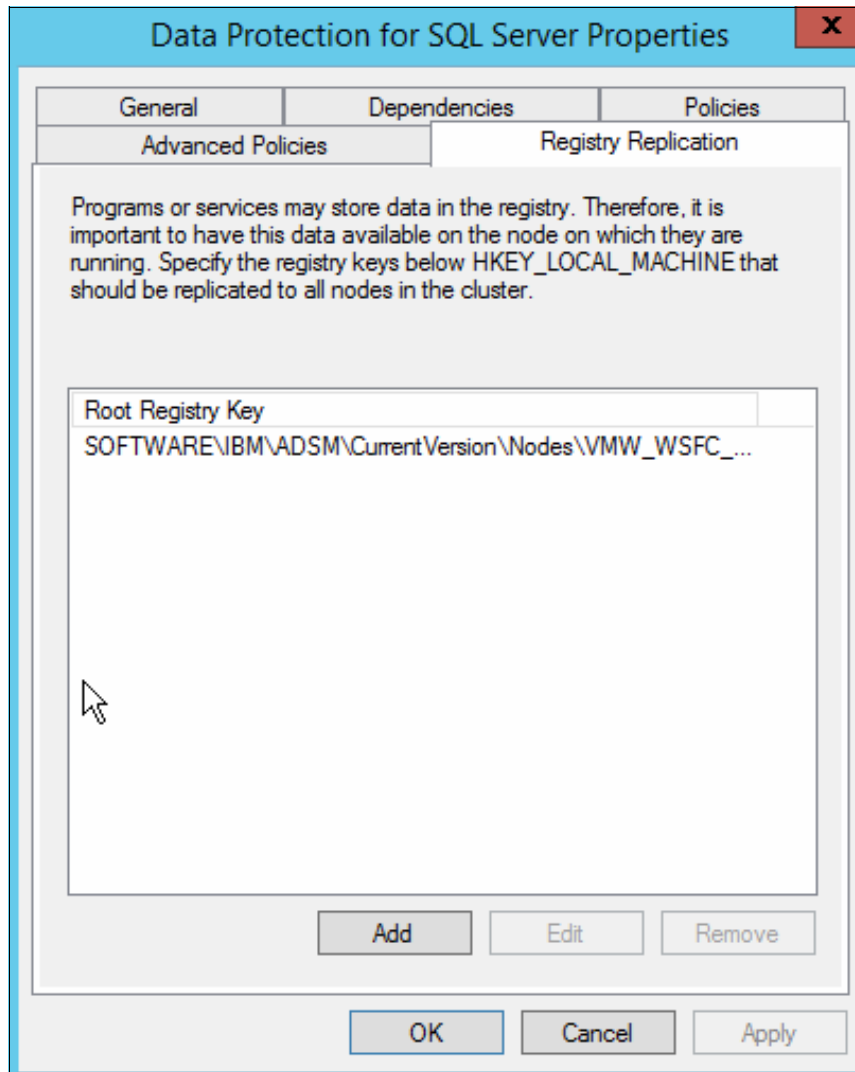 Data Protection for SQL Server Properties
x
General
Dependencies
Policies
Advanced Policies
Registry Replication
Programs or services may store data in the registry. Therefore, it is
important to have this data available on the node on which they are
running. Specify the registry keys below HKEY_LOCAL_MACHINE that
should be replicated to all nodes in the cluster.
Root Registry Key
SOFTWARE\IBM\ADSM\CurrentVersion\Nodes\VMW_WSFC_...
Add
Edit
Remove
OK
Cancel
Apply